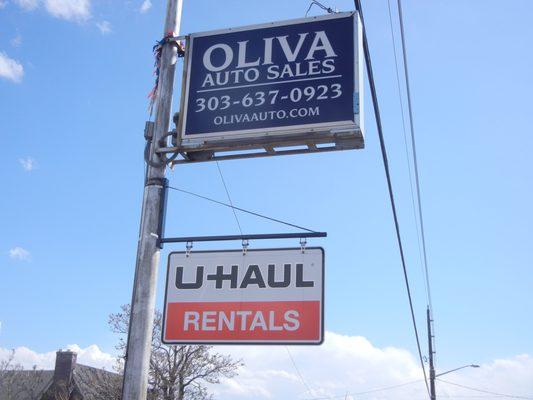 OLIVA
AUTO SALES
303-637-0923
OLIVAAUTO.COM
U-HAUL
RENTALS